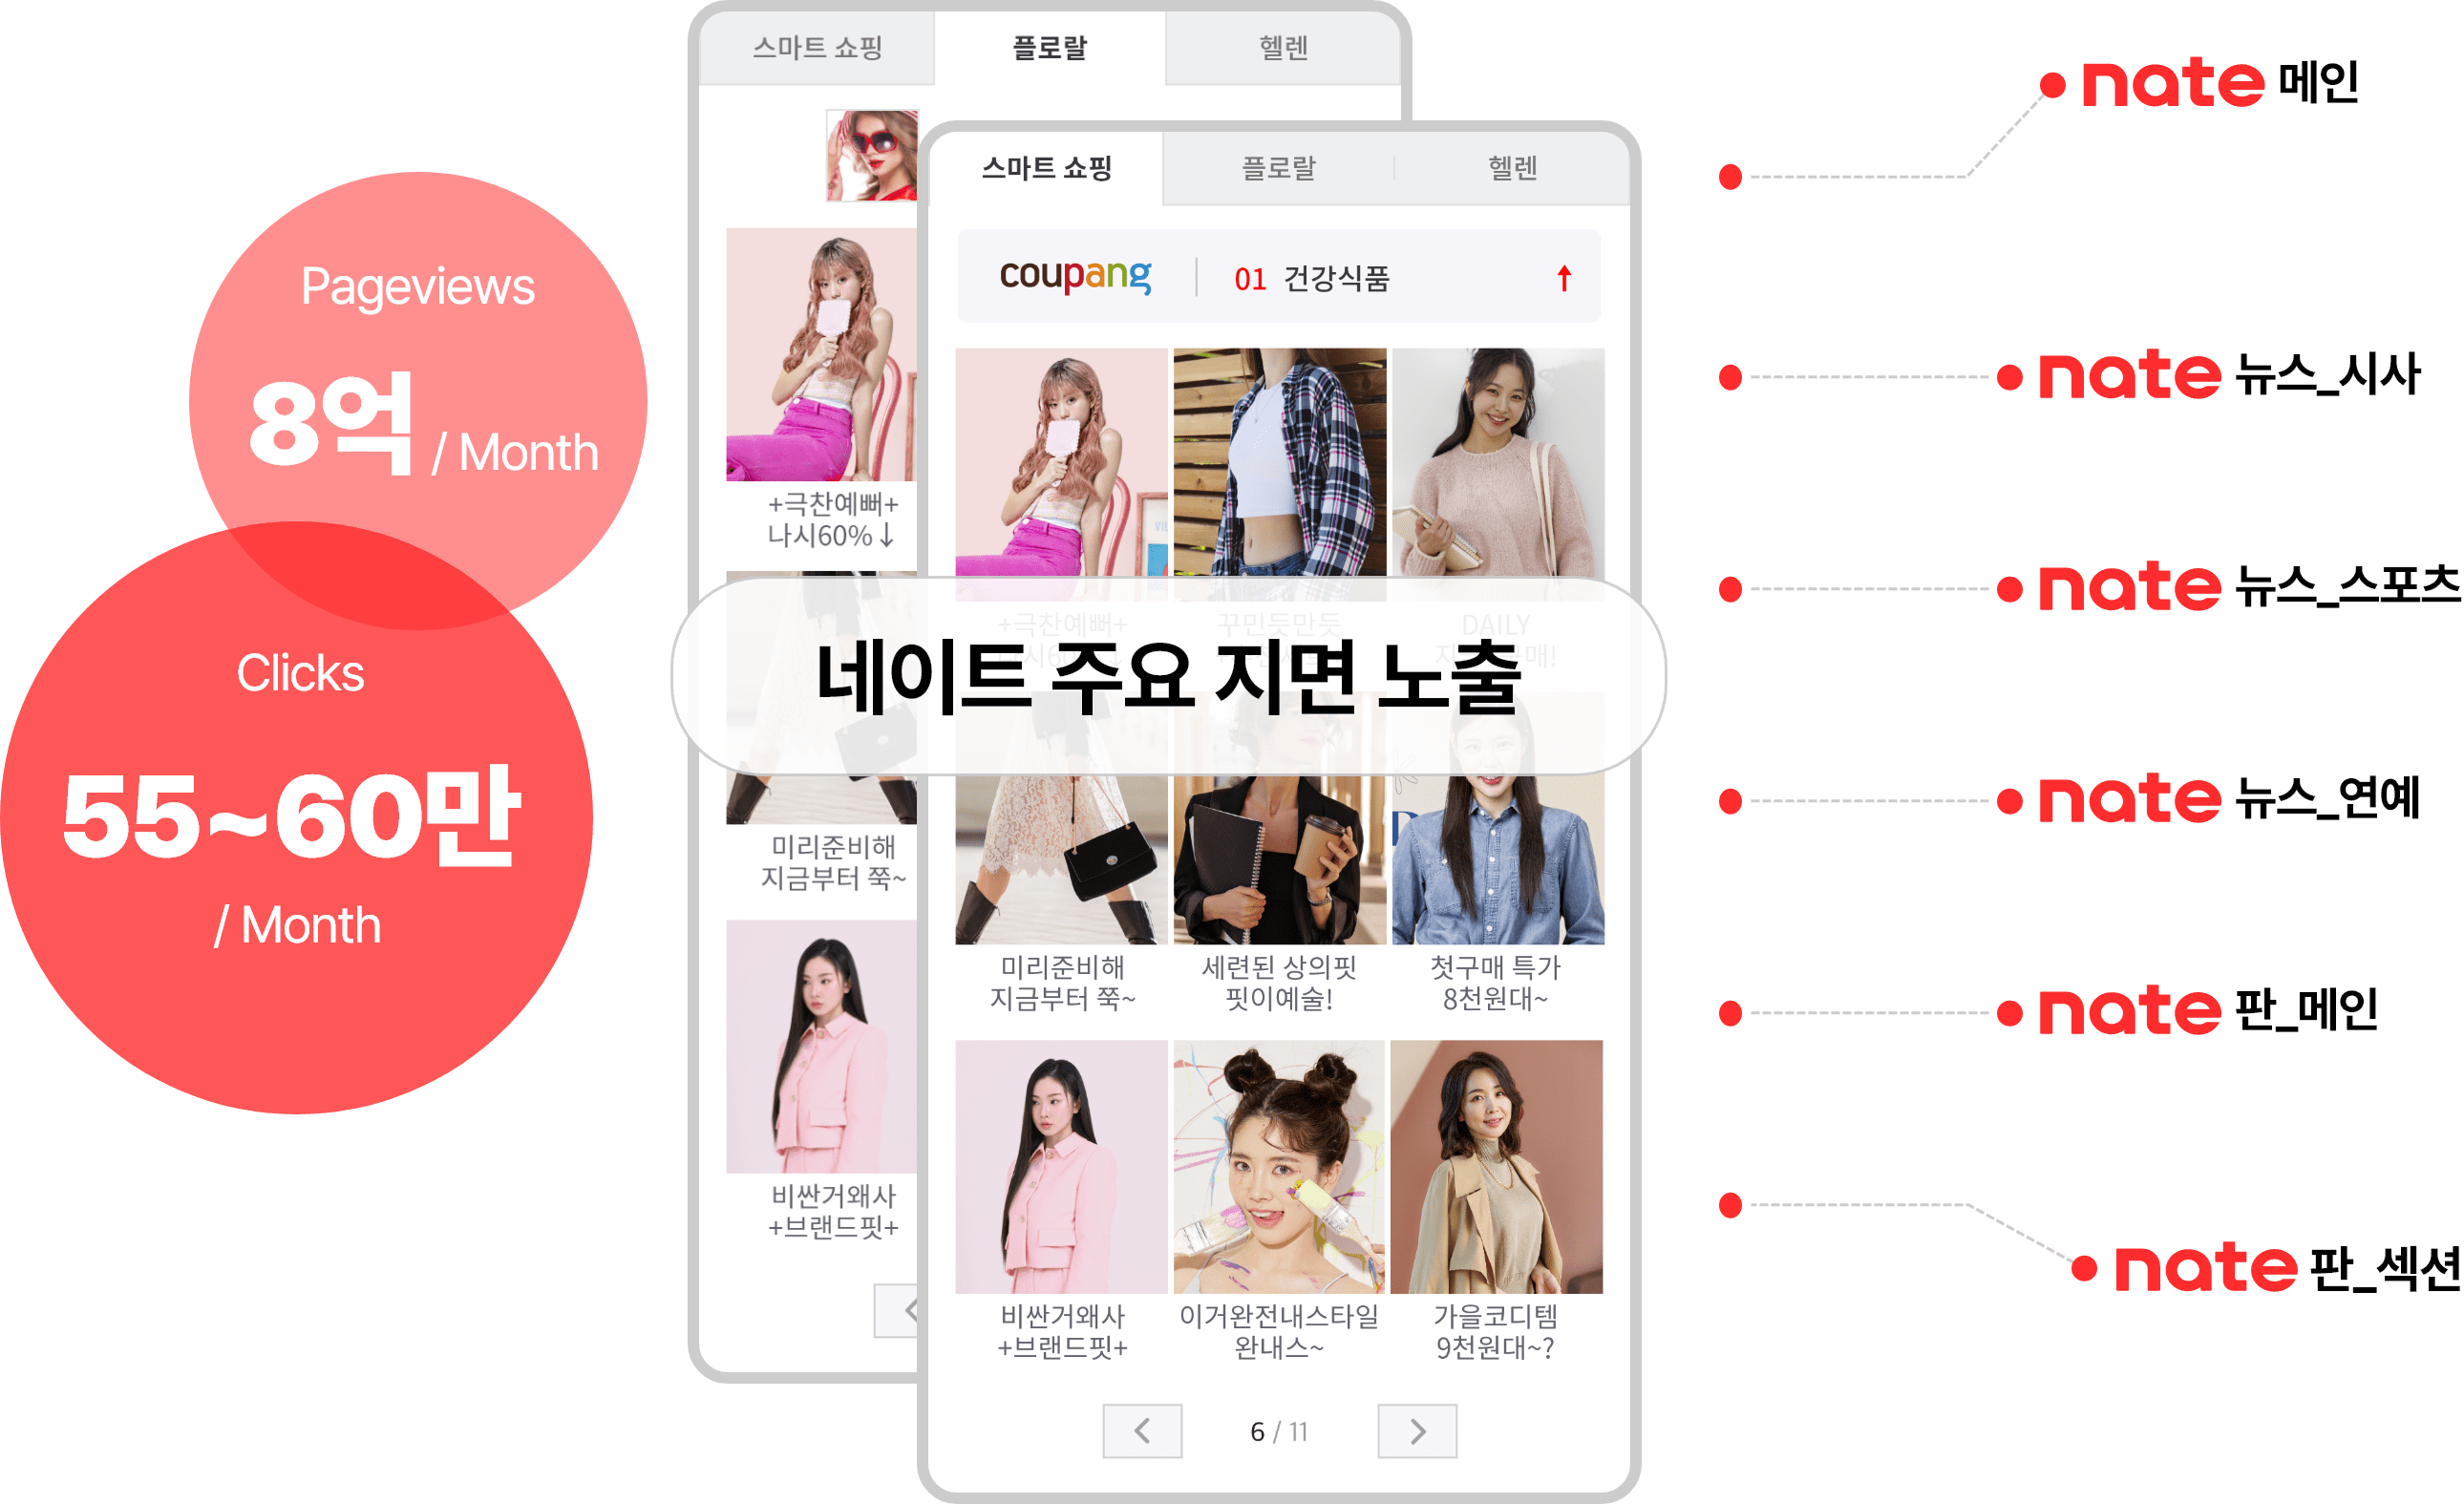 Pageviews
8억 / Month
Clicks
55~60만
/ Month
스마트 쇼핑
플로랄
헬렌
+극찬예뻐+
나시60%↓
미리준비해
지금부터 쭉~
비싼거왜사
+브랜드핏+
스마트 쇼핑
플로랄
헬렌
coupang
01 건강식품
+극찬예뻐+
꾸민듯만듯
DAILY
네이트 주요 지면 노출
미리준비해
지금부터 쭉~
세련된 상의핏
핏이예술!
첫구매 특가
8천원대~
비싼거왜사
+브랜드핏+
이거완전내스타일
완내스~
가을코디템
9천원대~?
6 / 11
nate 메인
nate 뉴스_시사
nate 뉴스_스포츠
nate 뉴스_연예
nate 판_메인
nate 판_섹션